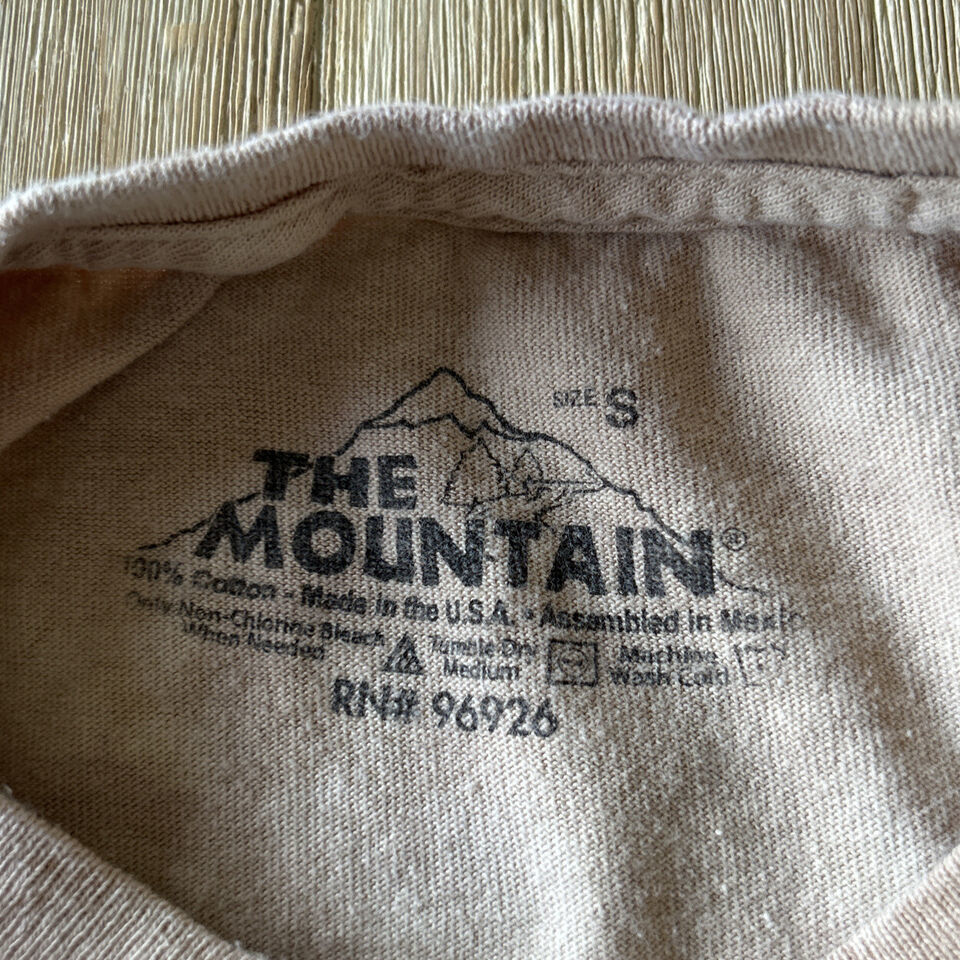 SIZE S
THE
MOUNTAIN®
100% Cotton - Made in the U.S.A. - Assembled in Mexico
Only Non-Chlorine Bleach
When Needed
Tumble Dry
Medium
Machine
Wash Cold
RN# 96926